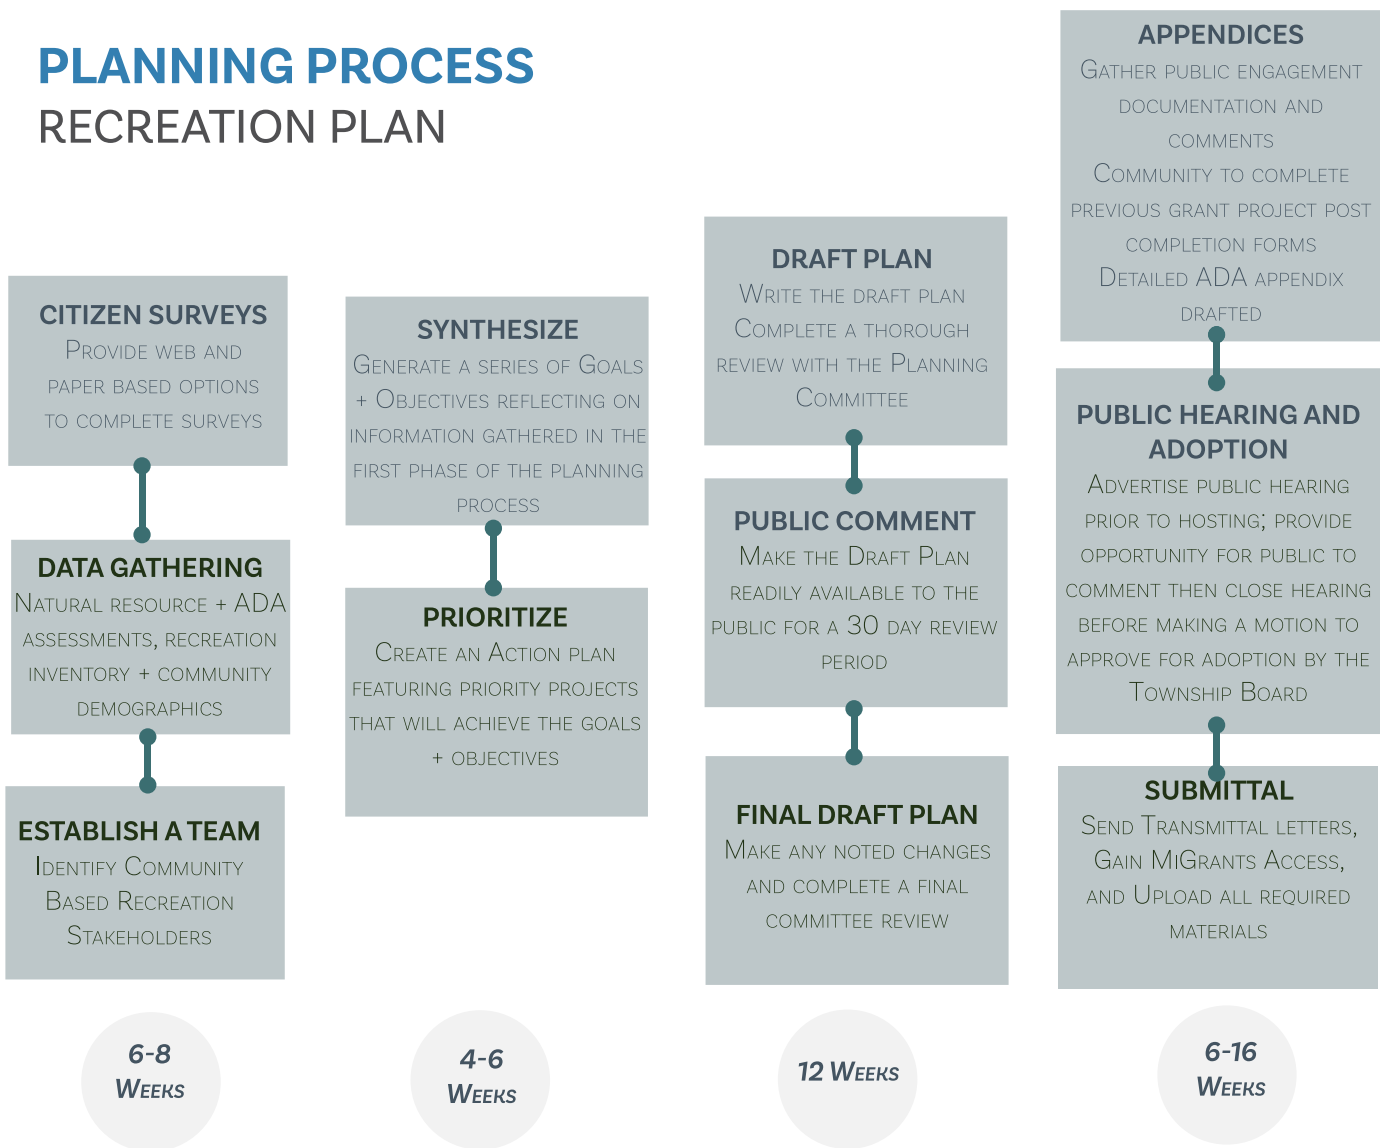 PLANNING PROCESS
RECREATION PLAN
CITIZEN SURVEYS
Provide web and
paper based options
to complete surveys
DATA GATHERING
Natural resource + ADA
assessments, recreation
inventory + community
demographics
ESTABLISH A TEAM
Identify Community
Based Recreation
Stakeholders
6-8
Weeks
SYNTHESIZE
Generate a series of Goals
+ Objectives reflecting on
information gathered in the
first phase of the planning
process
PRIORITIZE
Create an Action plan
featuring priority projects
that will achieve the goals
+ objectives
4-6
Weeks
DRAFT PLAN
Write the draft plan
Complete a thorough
review with the Planning
Committee
PUBLIC COMMENT
Make the Draft Plan
readily available to the
public for a 30 day review
period
FINAL DRAFT PLAN
Make any noted changes
and complete a final
committee review
12 Weeks
APPENDICES
Gather public engagement
documentation and
comments
Community to complete
previous grant project post
completion forms
Detailed ADA appendix
drafted
PUBLIC HEARING AND
ADOPTION
Advertise public hearing
prior to hosting; provide
opportunity for public to
comment then close hearing
before making a motion to
approve for adoption by the
Township Board
SUBMITTAL
Send Transmittal letters,
Gain MiGrants Access,
and Upload all required
materials
6-16
Weeks